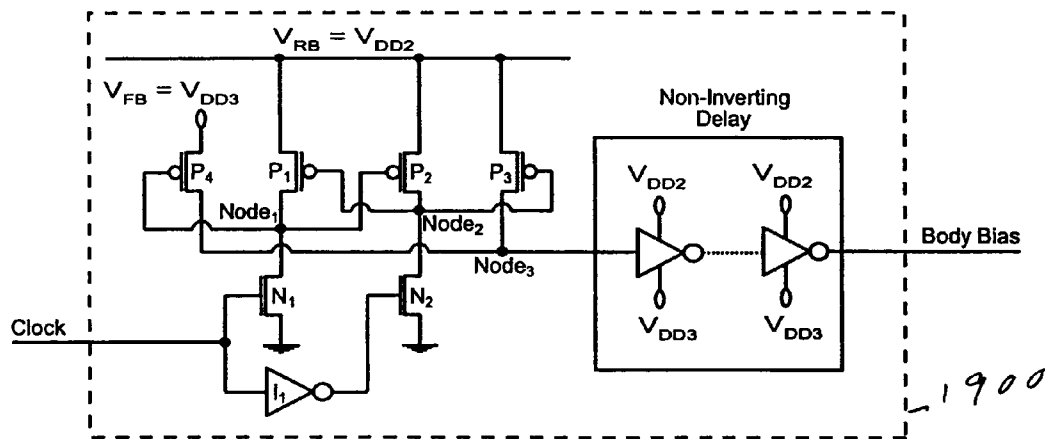 V_RB = V_DD2
V_FB = V_DD3
Non-Inverting
Delay
P_4
P_1
P_2
P_3
V_DD2
V_DD2
Node_1
Node_2
Node_3
Body Bias
N_1
N_2
V_DD3
V_DD3
Clock
I_1
1900